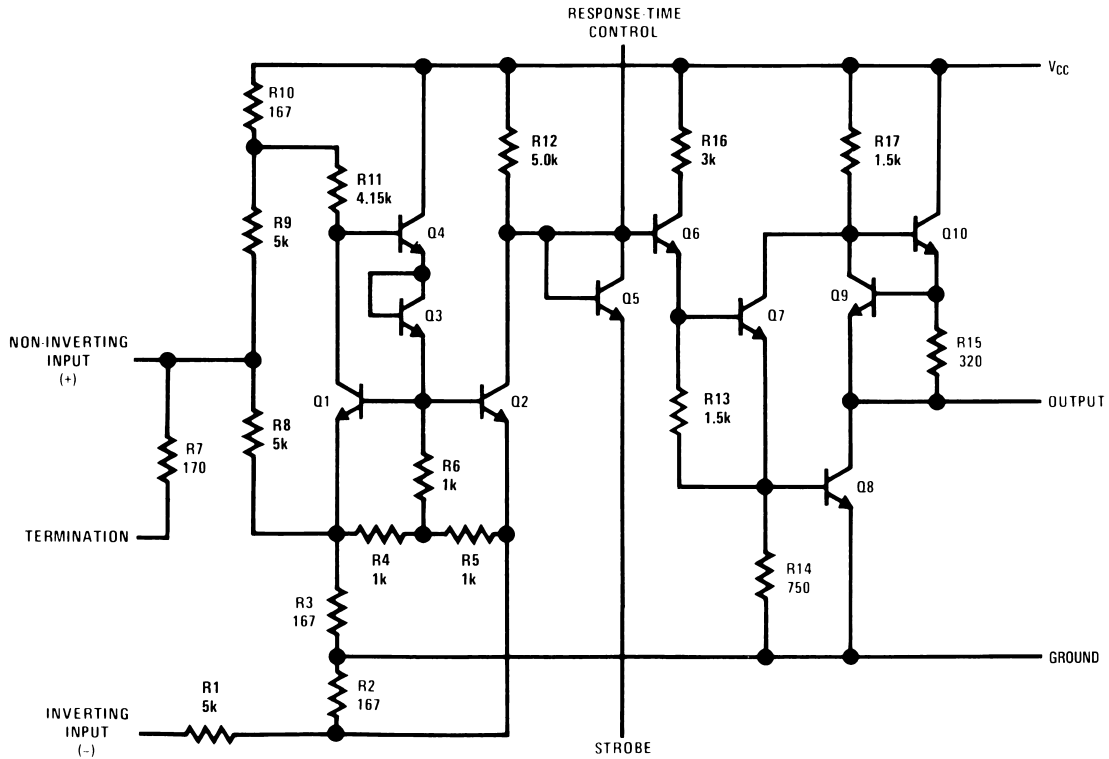 RESPONSE-TIME
CONTROL
VCC
R10
167
R12
5.0k
R16
3k
R17
1.5k
R11
4.15k
R9
5k
Q4
Q6
Q10
Q3
Q5
Q7
Q9
NON-INVERTING
INPUT
(+)
R15
320
Q1
Q2
R13
1.5k
OUTPUT
R8
5k
R7
170
R6
1k
Q8
TERMINATION
R4
1k
R5
1k
R14
750
R3
167
GROUND
R1
5k
R2
167
INVERTING
INPUT
(-)
STROBE